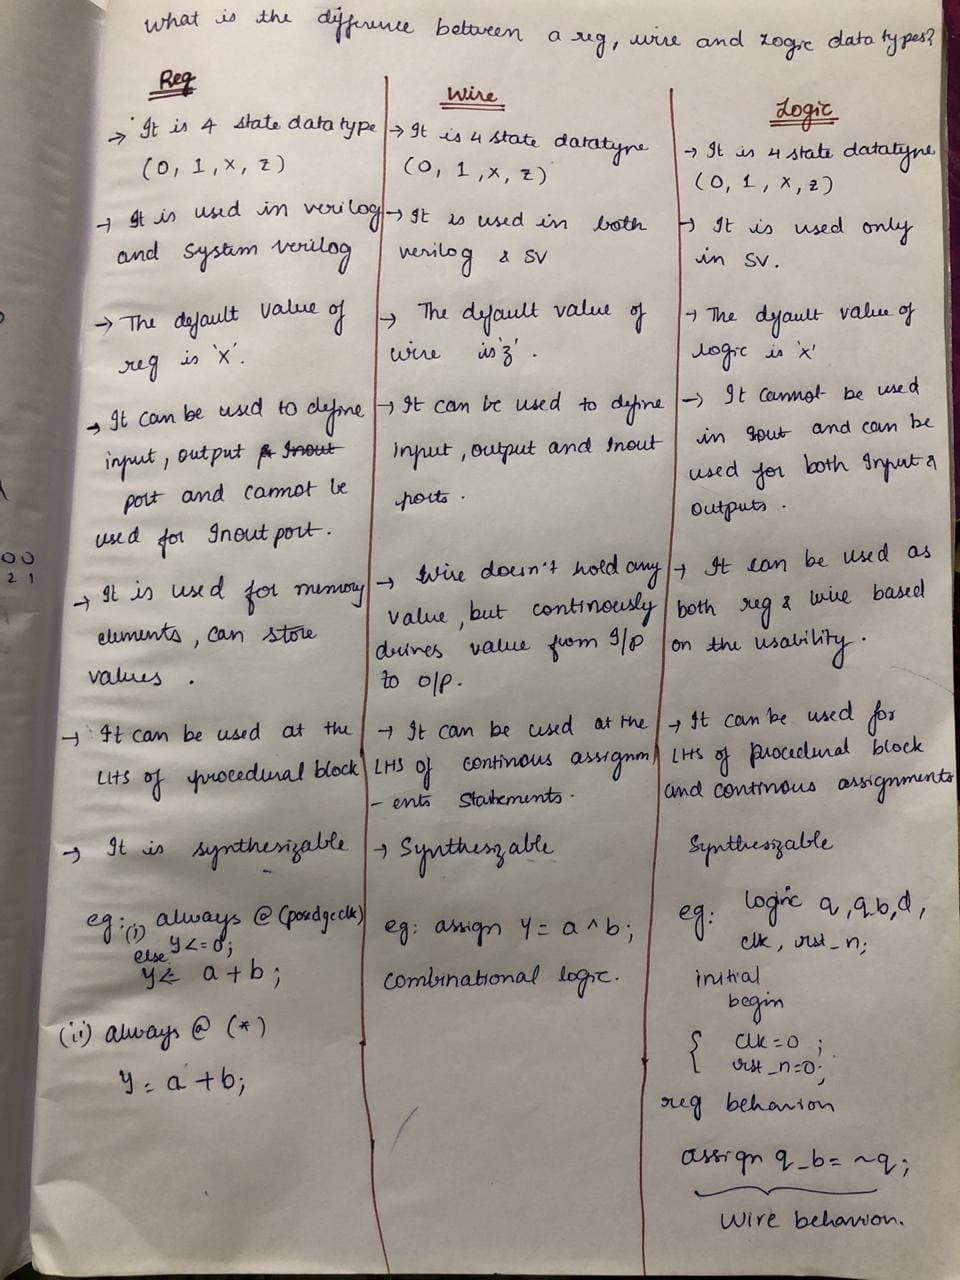 What is the difference between a reg, wire and Logic data types?
Reg
→ It is 4 state datatype
(0, 1, x, z)
→ It is used in verilog
and System verilog
→ The default value of
reg is 'x'.
→ It can be used to define
input, output & Inout
port and cannot be
used for Inout port.
→ It is used for memory
elements, can store
values .
→ It can be used at the
LHS of procedural block
→ It is synthesizable
eg: (i) always @ (posedge clk)
y<=0;
else
y<= a+b;
(ii) always @ (*)
y = a + b;
Wire
→ It is 4 state datatype
(0, 1, x, z)
→ It is used in both
verilog & SV
→ The default value of
wire is 'z'.
→ It can be used to define
input, output and Inout
ports .
→ Wire doesn't hold any
value, but continously
drives value from I/p
to o/p.
→ It can be used at the
LHS of continous assignm
- ents Statements.
→ Synthesizable
eg: assign y = a ^ b;
combinational logic.
Logic
→ It is 4 state datatype
(0, 1, x, z)
→ It is used only
in SV.
→ The default value of
logic is 'x'
→ It cannot be used
in Iout and can be
used for both Input &
outputs .
→ It can be used as
both reg & wire based
on the usability.
→ It can be used for
LHS of procedural block
and continous assignments
Synthesizable
eg: logic q, q_b, d,
clk, rst_n;
initial
begin
{ clk = 0 ;
rst_n=0;
reg behavior
assign q_b = ~q;
wire behavior.